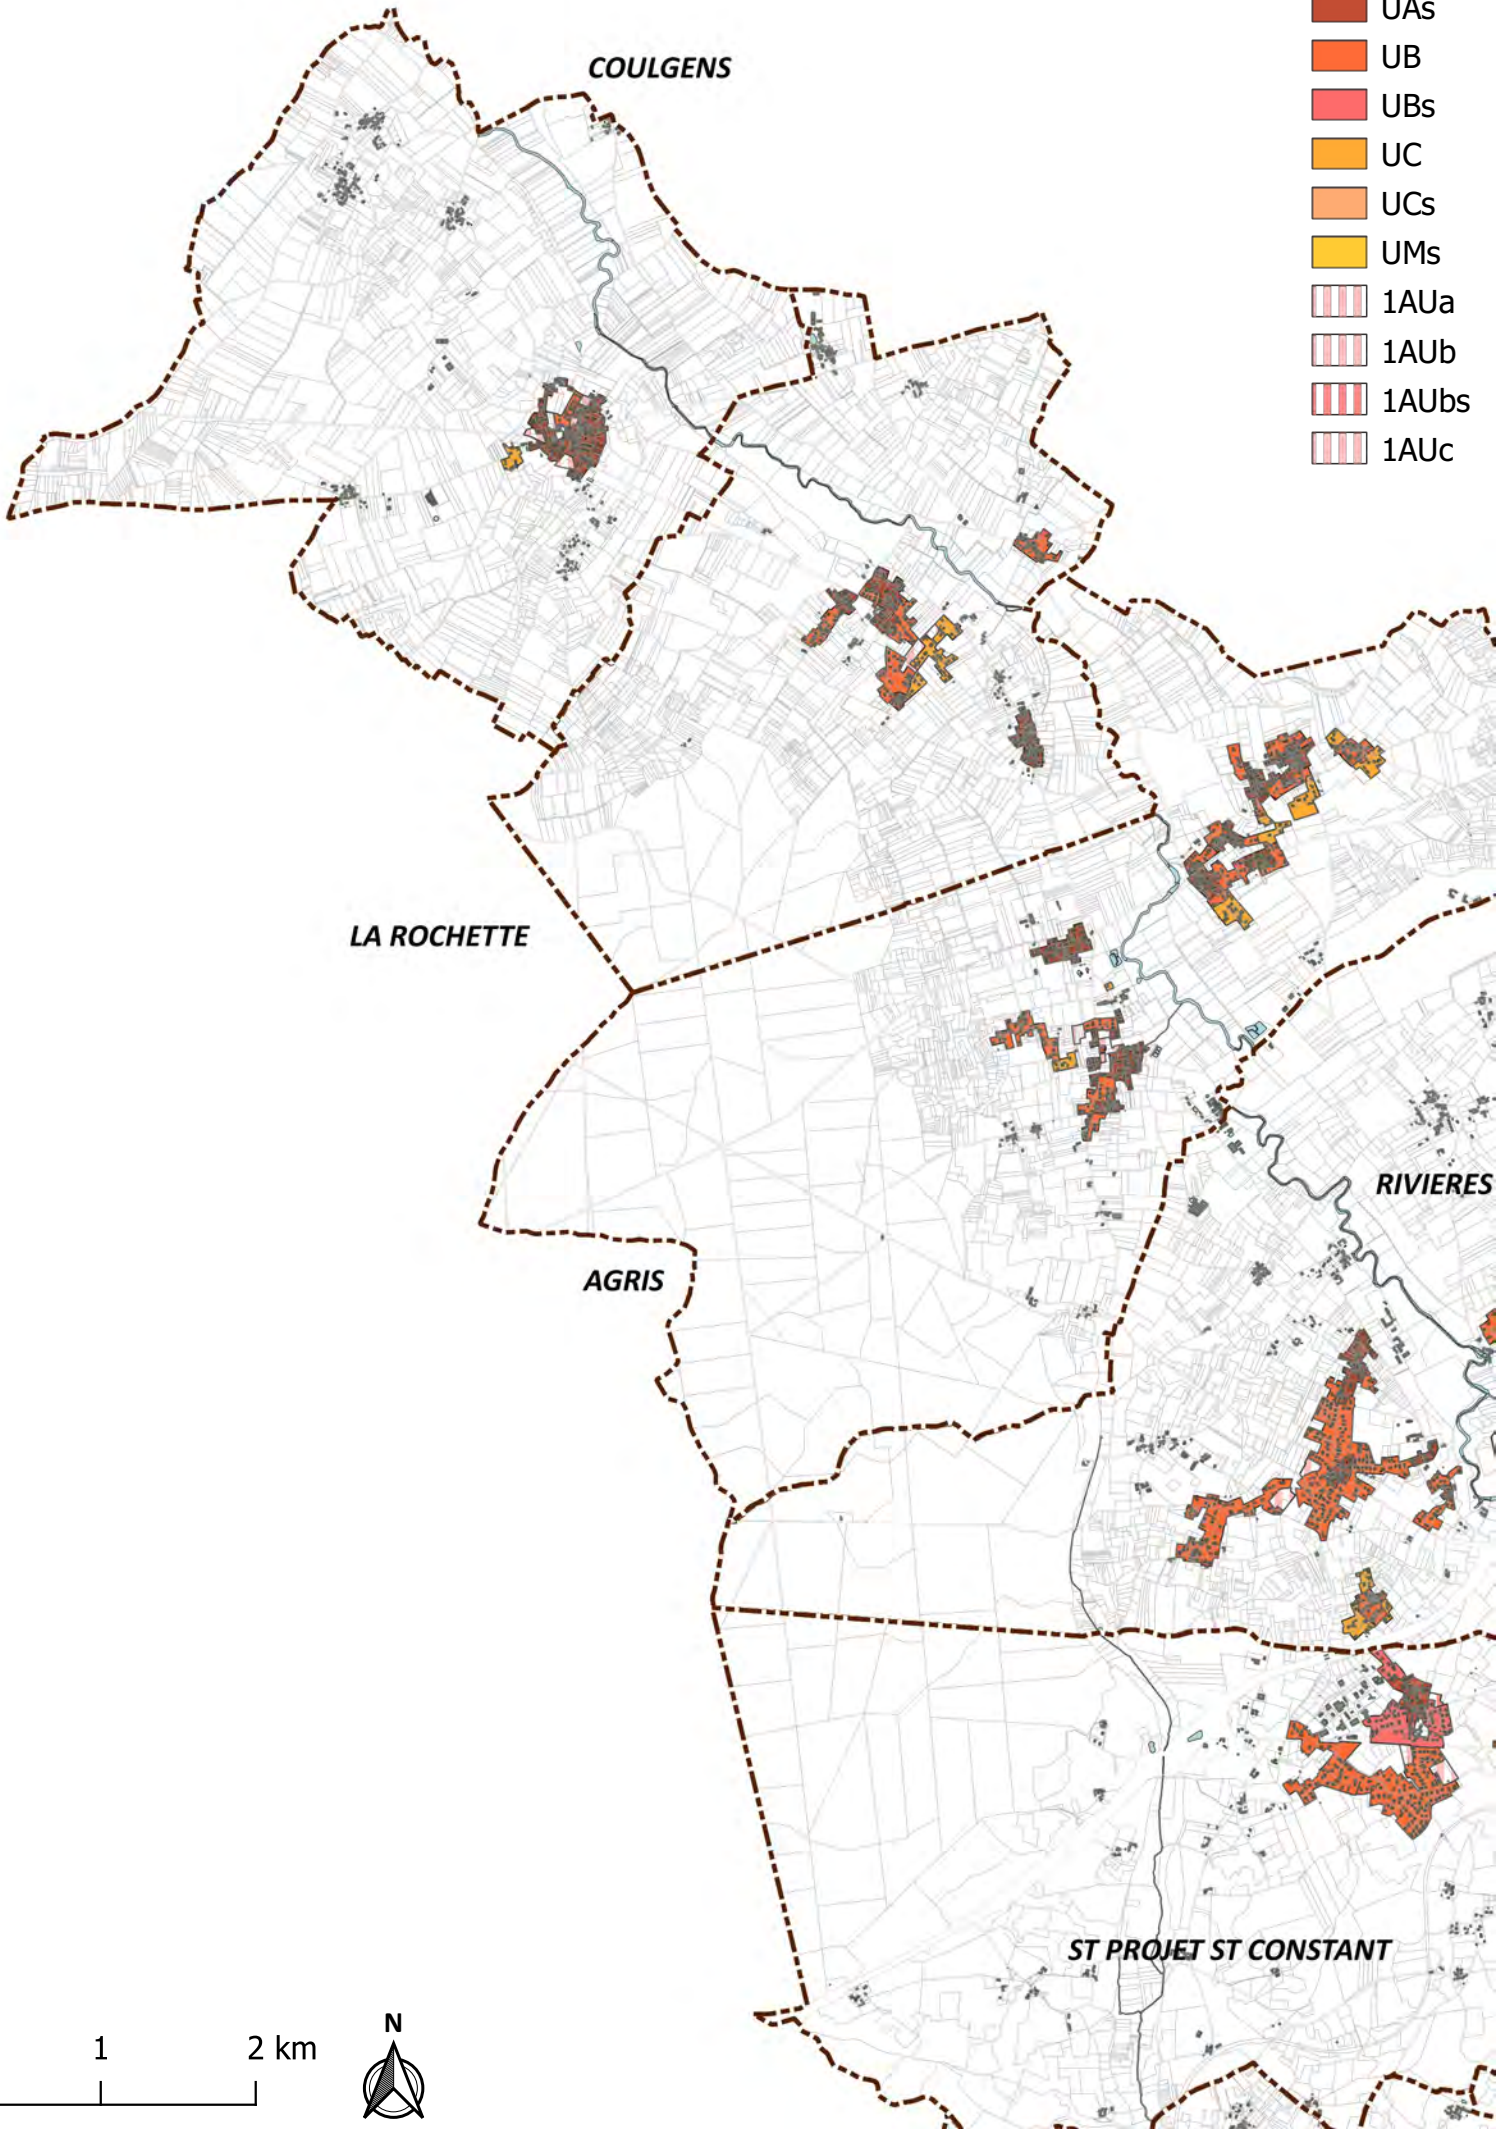 UAs
COULGENS
UB
UBs
UC
UCs
UMs
1AUa
1AUb
1AUbs
1AUc
LA ROCHETTE
RIVIERES
AGRIS
ST PROJET ST CONSTANT
N
1 2 km